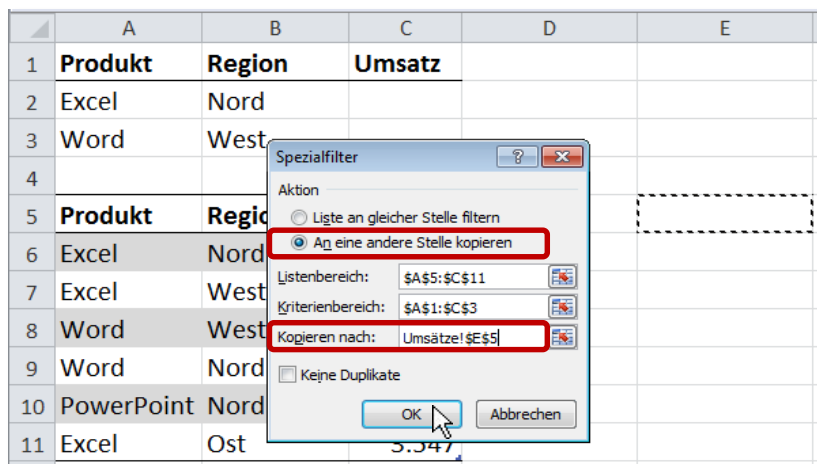 A B C D E
1 Produkt Region Umsatz
2 Excel Nord
3 Word West
Spezialfilter
4
Aktion
5 Produkt Regio
Liste an gleicher Stelle filtern
An eine andere Stelle kopieren
6 Excel Nord
Listenbereich: $A$5:$C$11
7 Excel West
Kriterienbereich: $A$1:$C$3
8 Word West
Kopieren nach: Umsätze!$E$5
9 Word Nord
Keine Duplikate
10 PowerPoint Nord
OK Abbrechen
11 Excel Ost 3.547